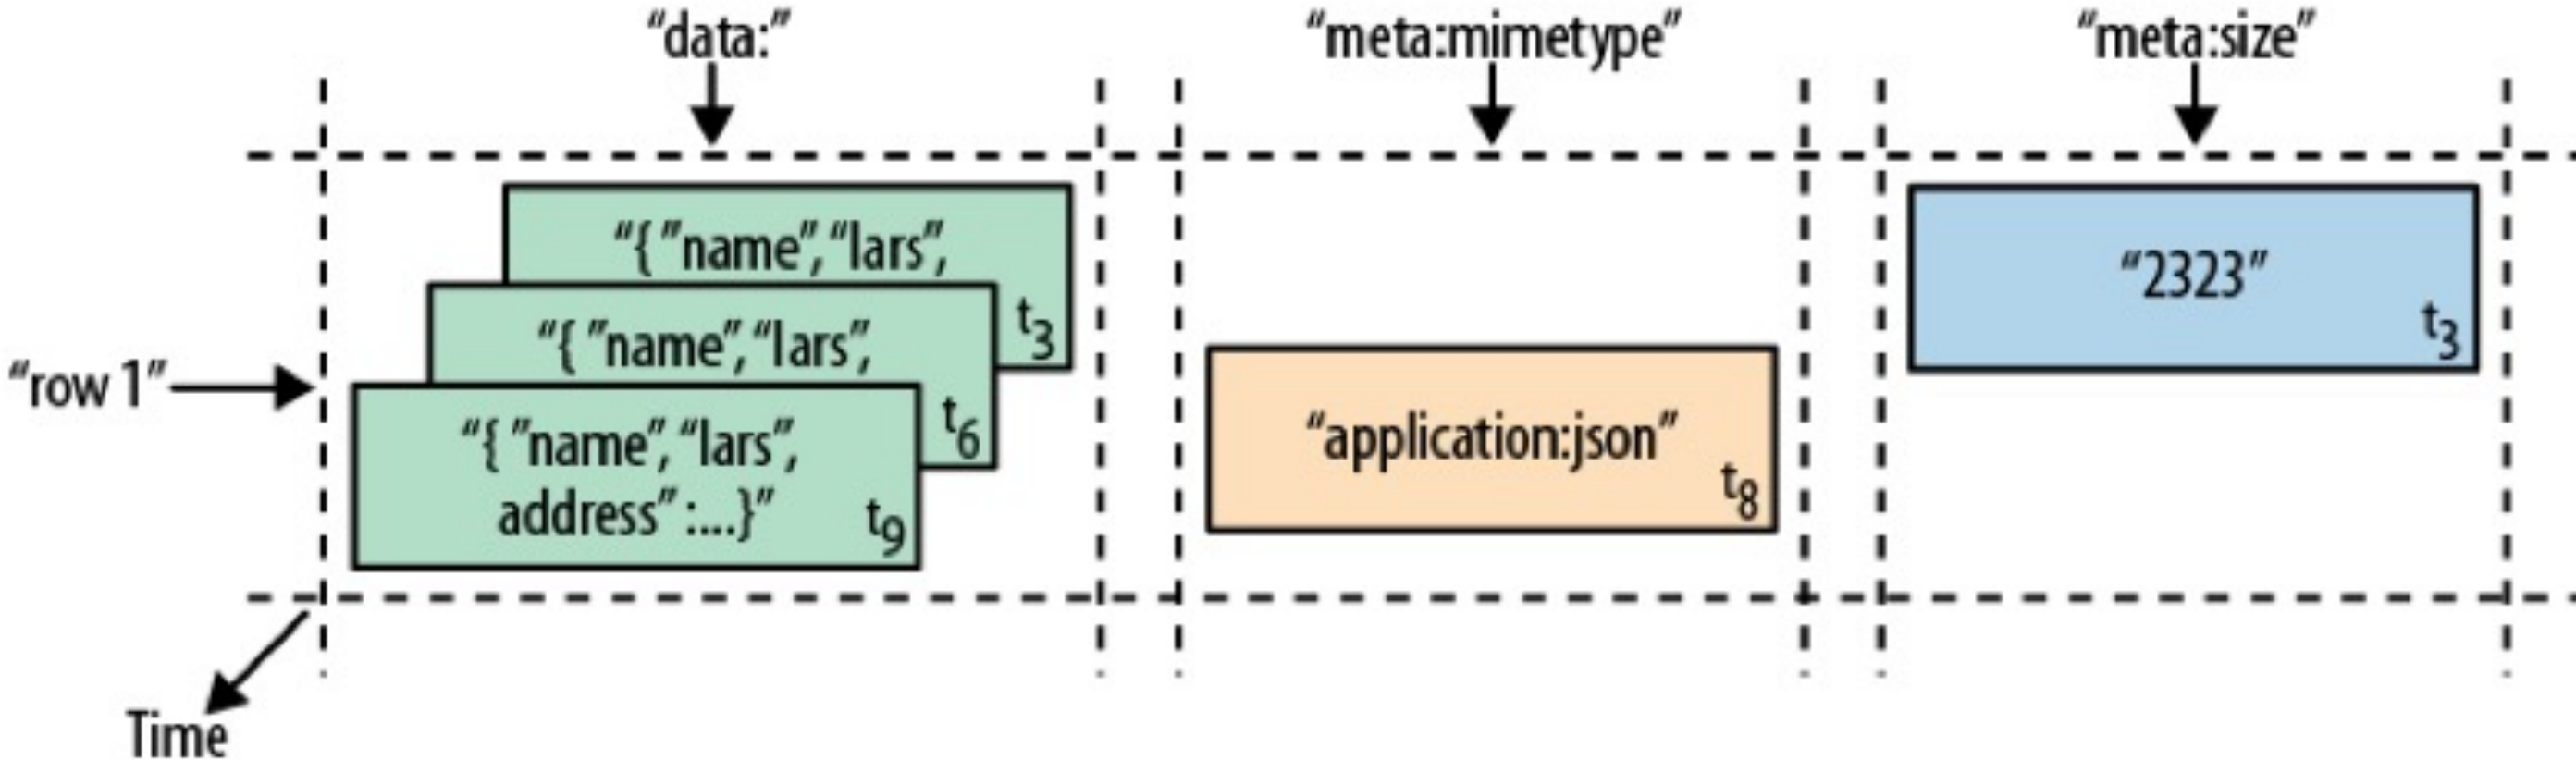 “data:”
“meta:mimetype”
“meta:size”
“{ ”name”, “lars”,
t3
“2323”
t3
“{ ”name”, “lars”,
t6
“row 1”
“{ ”name”, “lars”,
address” :....}”
t9
“application:json”
t8
Time